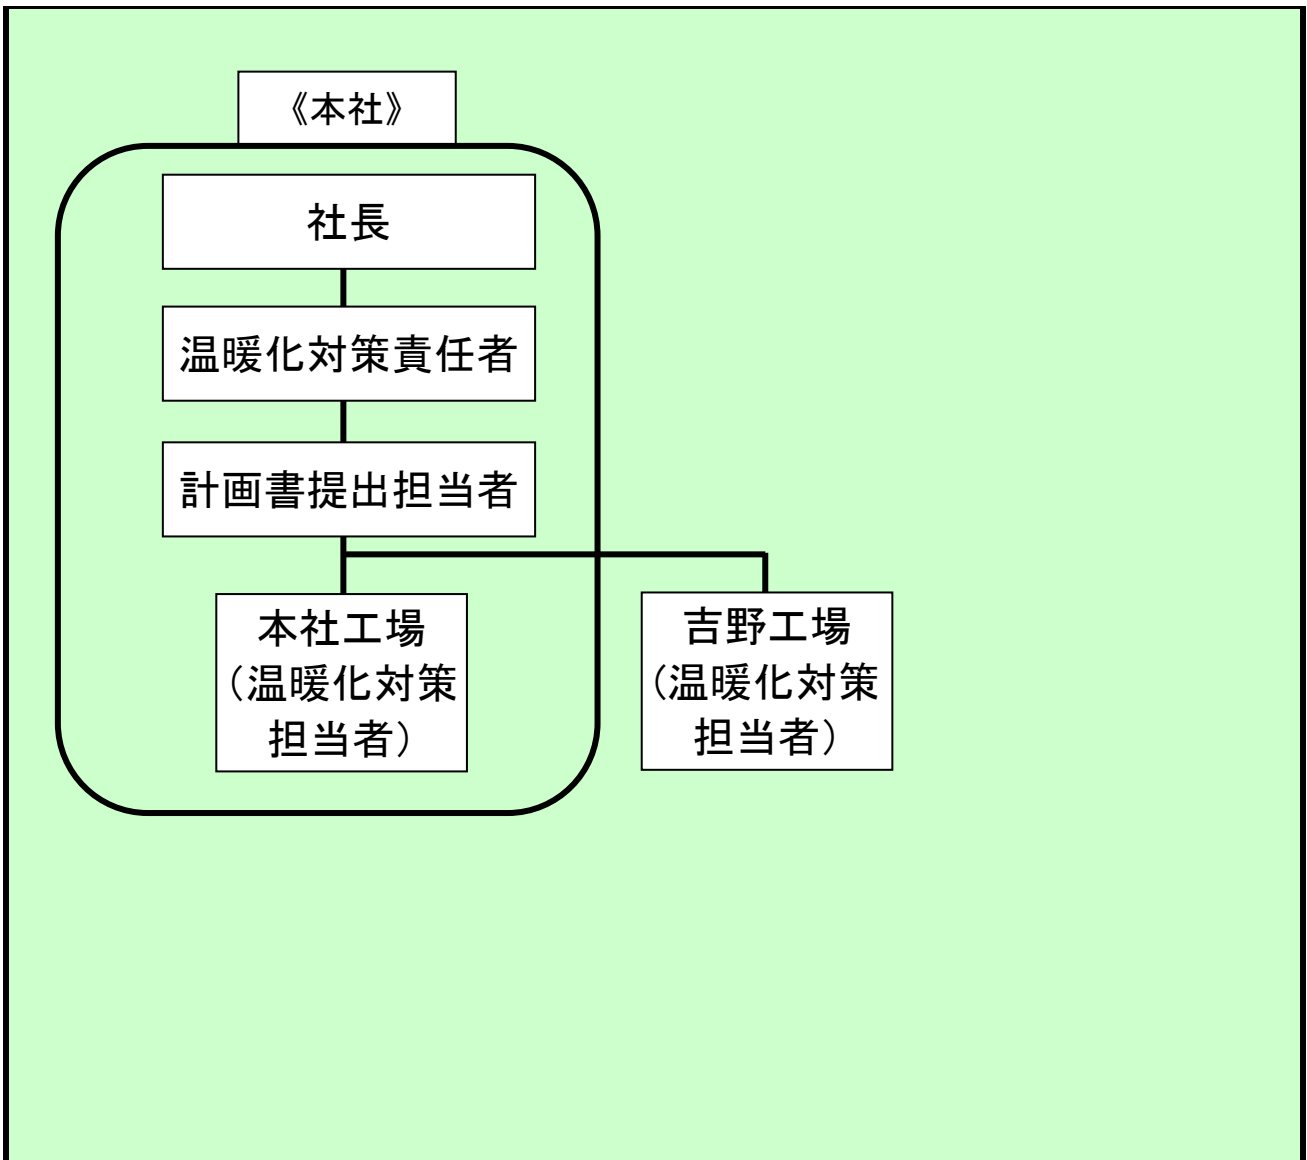 《本社》
社長
温暖化対策責任者
計画書提出担当者
本社工場
（温暖化対策
担当者）
吉野工場
（温暖化対策
担当者）